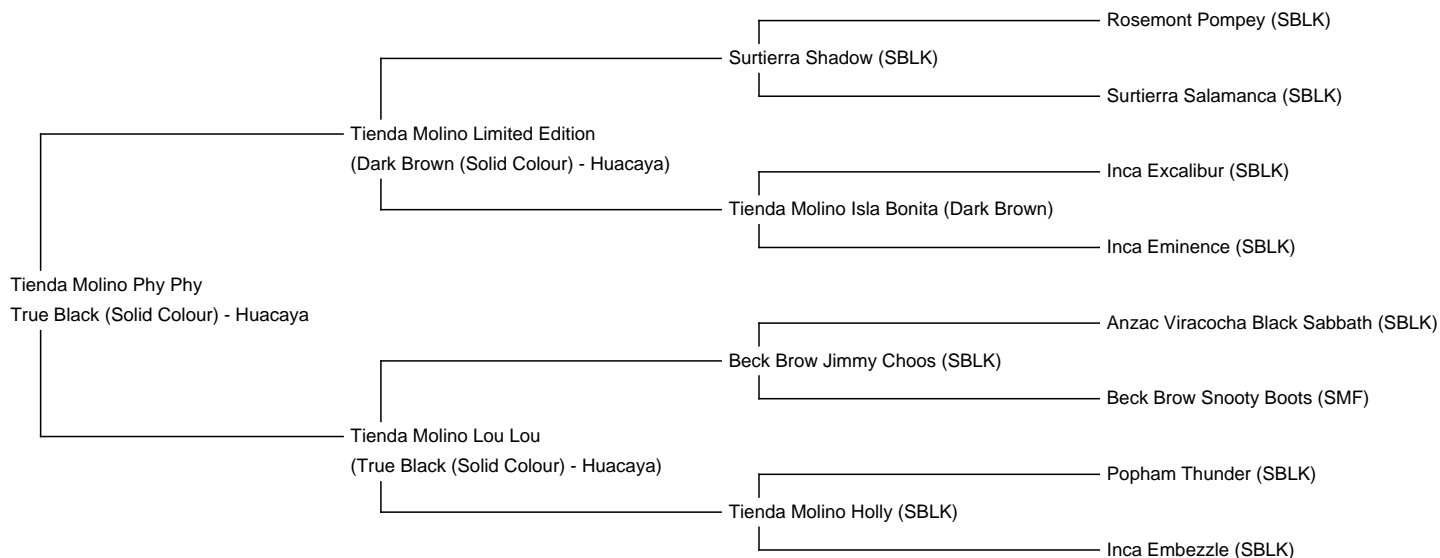 Rosemont Pompey (SBLK)
Surtierra Shadow (SBLK)
Surtierra Salamanca (SBLK)
Tienda Molino Limited Edition
(Dark Brown (Solid Colour) - Huacaya)
Inca Excalibur (SBLK)
Tienda Molino Isla Bonita (Dark Brown)
Inca Eminence (SBLK)
Tienda Molino Phy Phy
True Black (Solid Colour) - Huacaya
Anzac Viracocha Black Sabbath (SBLK)
Beck Brow Jimmy Choos (SBLK)
Beck Brow Snooty Boots (SMF)
Tienda Molino Lou Lou
(True Black (Solid Colour) - Huacaya)
Popham Thunder (SBLK)
Tienda Molino Holly (SBLK)
Inca Embezzle (SBLK)